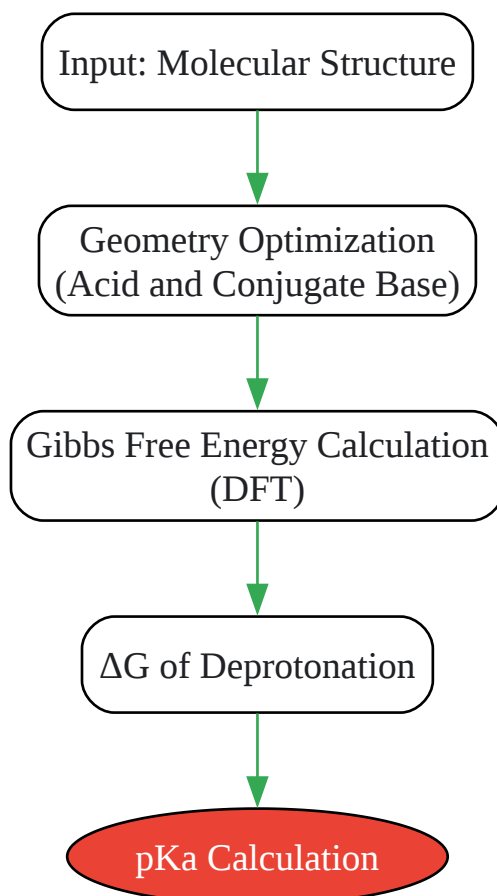 Input: Molecular Structure
Geometry Optimization
(Acid and Conjugate Base)
Gibbs Free Energy Calculation
(DFT)
ΔG of Deprotonation
pKa Calculation